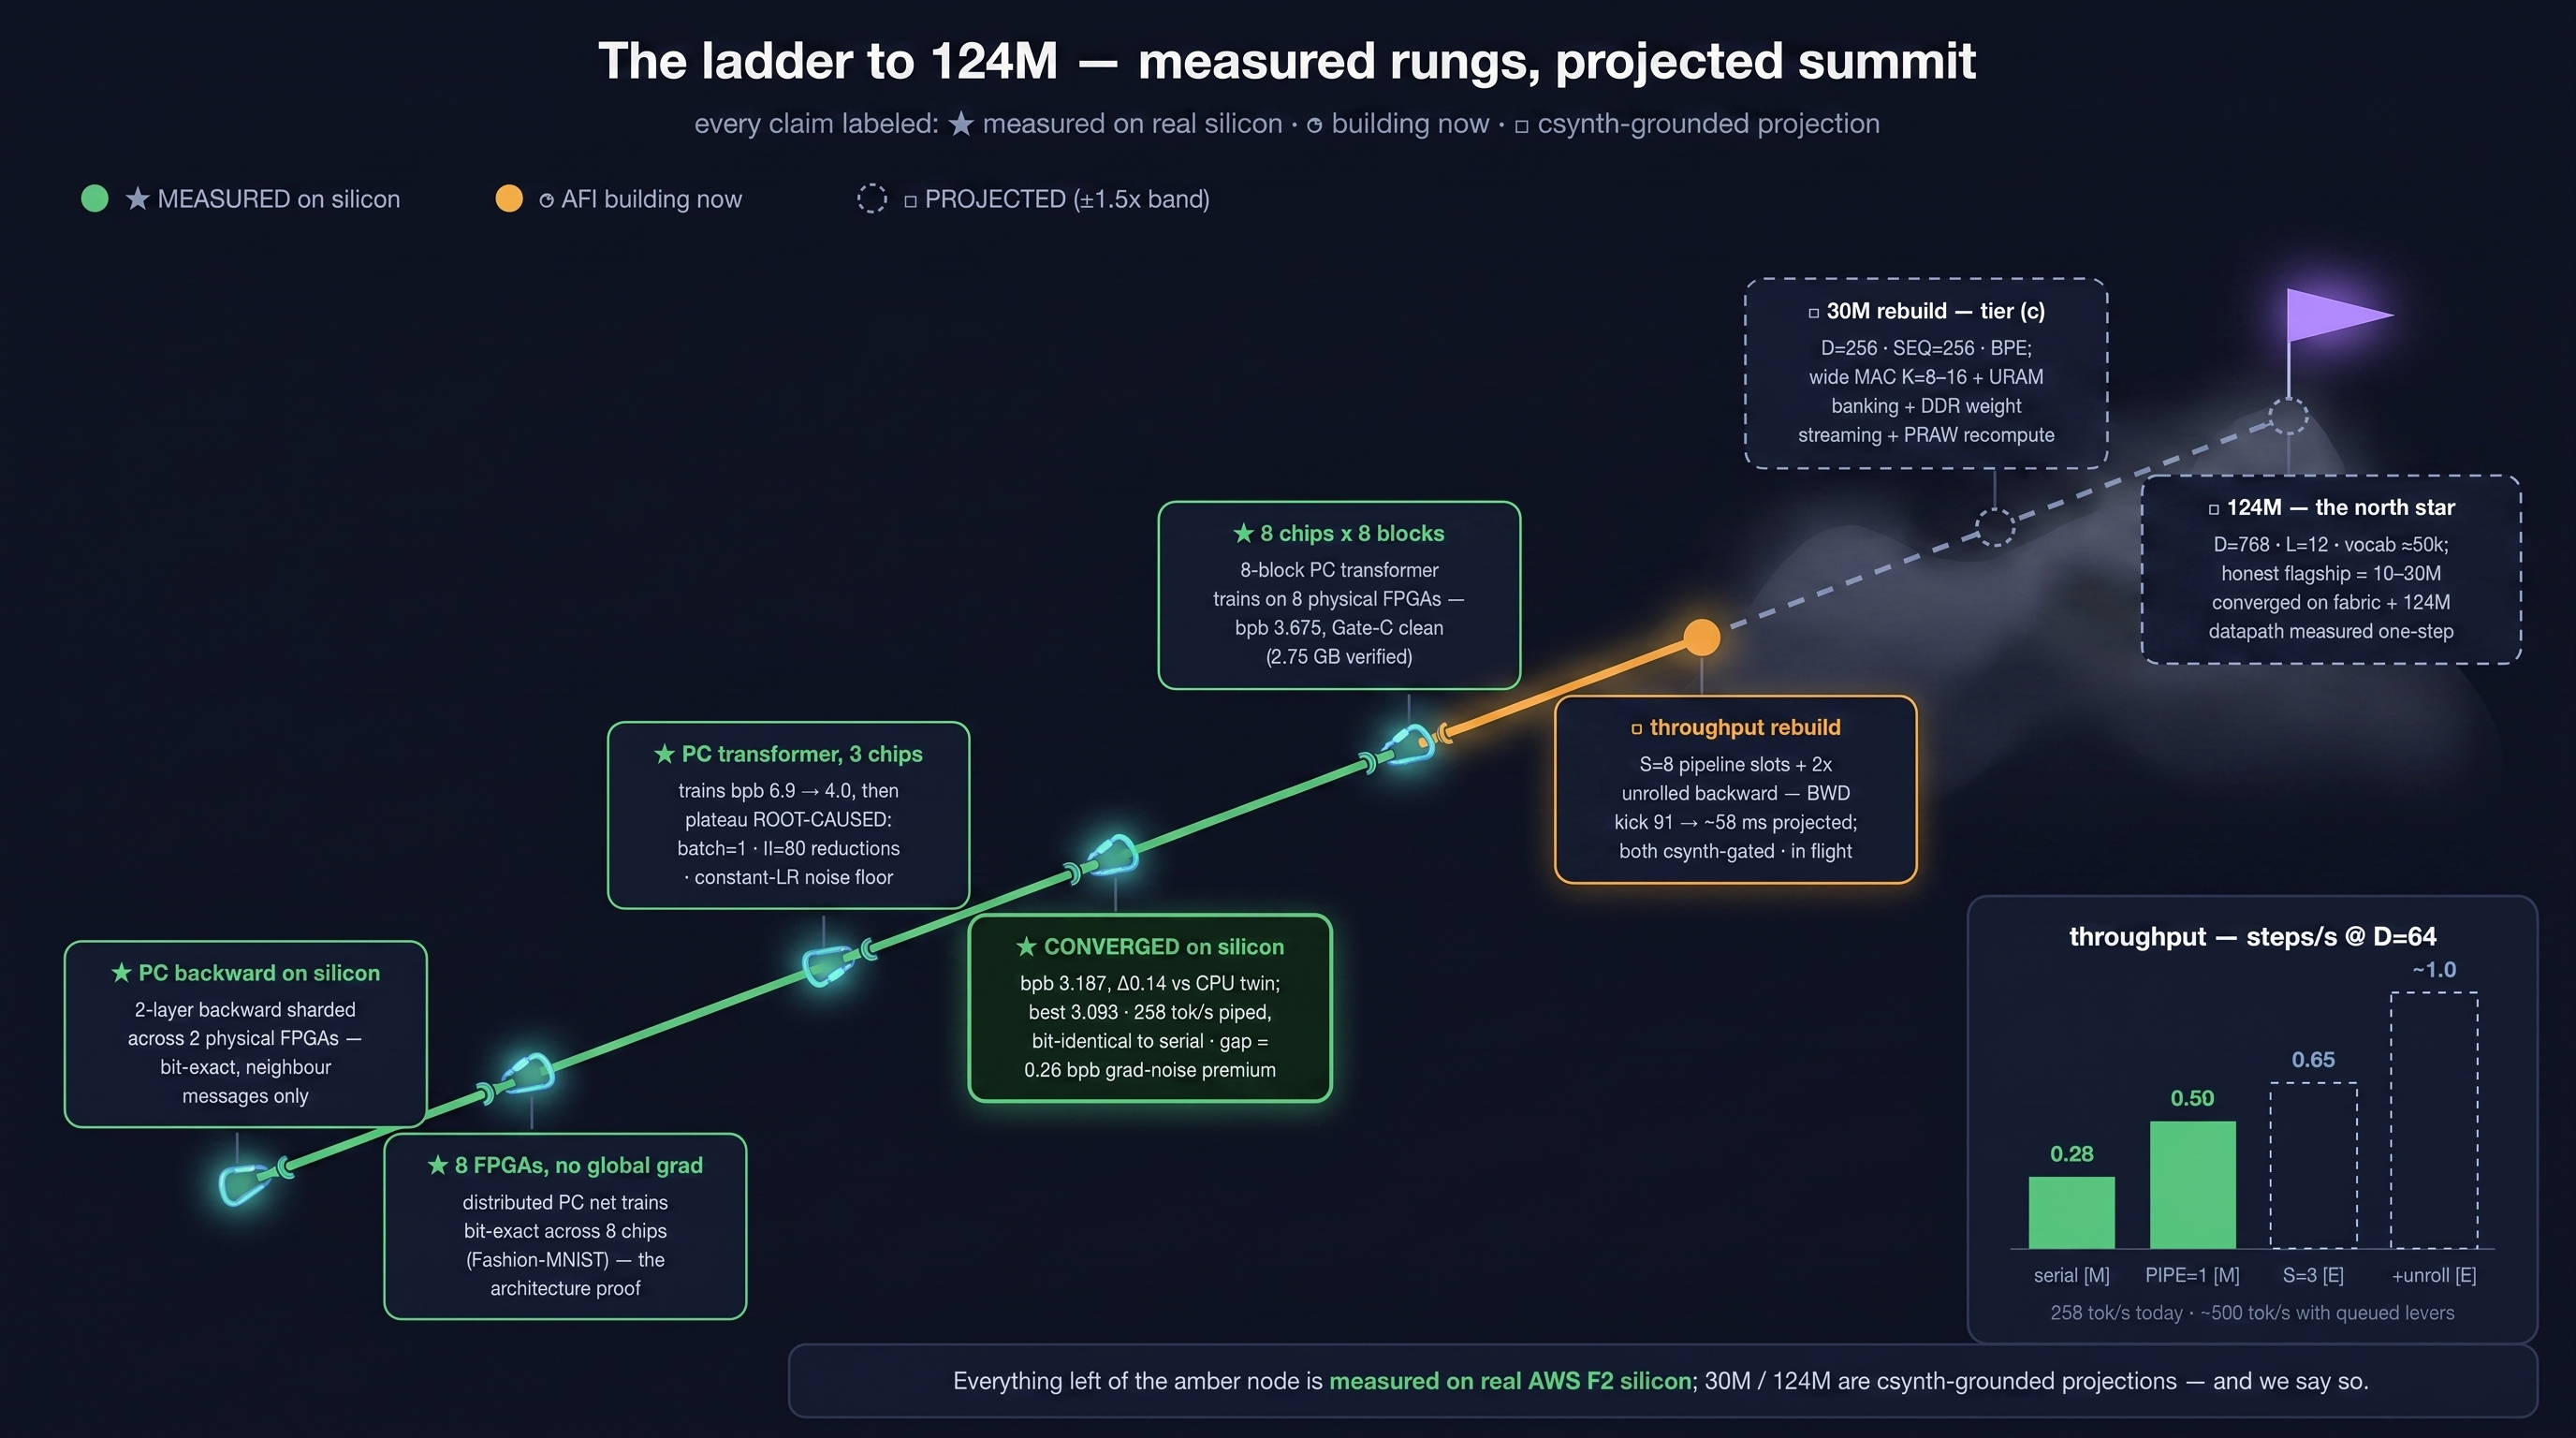 The ladder to 124M — measured rungs, projected summit
every claim labeled: ★ measured on real silicon · ◔ building now · □ csynth-grounded projection
★ MEASURED on silicon
◔ AFI building now
□ PROJECTED (±1.5x band)
□ 30M rebuild — tier (c)
D=256 · SEQ=256 · BPE;
wide MAC K=8–16 + URAM
banking + DDR weight
streaming + PRAW recompute
□ 124M — the north star
D=768 · L=12 · vocab ≈50k;
honest flagship = 10–30M
converged on fabric + 124M
datapath measured one-step
★ 8 chips x 8 blocks
8-block PC transformer
trains on 8 physical FPGAs —
bpb 3.675, Gate-C clean
(2.75 GB verified)
□ throughput rebuild
S=8 pipeline slots + 2x
unrolled backward — BWD
kick 91 → ~58 ms projected;
both csynth-gated · in flight
★ PC transformer, 3 chips
trains bpb 6.9 → 4.0, then
plateau ROOT-CAUSED:
batch=1 · II=80 reductions
· constant-LR noise floor
★ CONVERGED on silicon
bpb 3.187, Δ0.14 vs CPU twin;
best 3.093 · 258 tok/s piped,
bit-identical to serial · gap =
0.26 bpb grad-noise premium
★ PC backward on silicon
2-layer backward sharded
across 2 physical FPGAs —
bit-exact, neighbour
messages only
★ 8 FPGAs, no global grad
distributed PC net trains
bit-exact across 8 chips
(Fashion-MNIST) — the
architecture proof
throughput — steps/s @ D=64
0.28
0.50
0.65
~1.0
serial [M]
PIPE=1 [M]
S=3 [E]
+unroll [E]
258 tok/s today · ~500 tok/s with queued levers
Everything left of the amber node is measured on real AWS F2 silicon; 30M / 124M are csynth-grounded projections — and we say so.